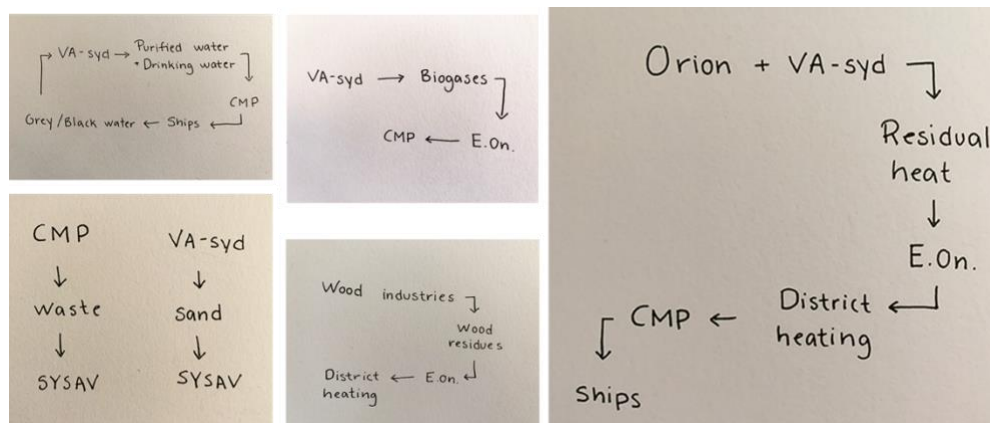 VA-syd → Purified water
+ Drinking water
CMP
Grey/Black water ← Ships
VA-syd → Biogases
CMP ← E.On.
Orion + VA-syd
Residual
heat
E.On.
District
heating
CMP ←
Ships
CMP
Waste
SYSAV
VA-syd
Sand
SYSAV
Wood industries
Wood
residues
District ← E.On.
heating